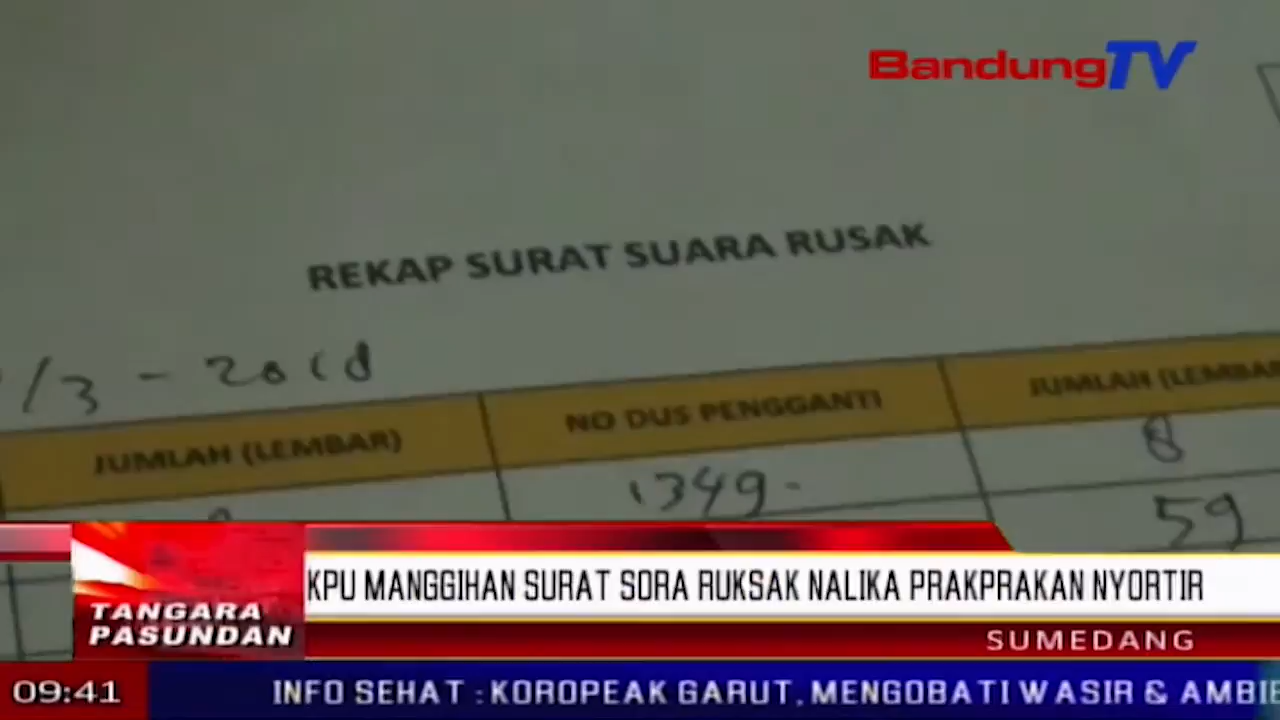 BandungTV
REKAP SURAT SUARA RUSAK
/3 - 2018
JUMLAH (LEMBAR)
NO DUS PENGGANTI
JUMLAH (LEMBAR
8
1349.
59
KPU MANGGIHAN SURAT SORA RUKSAK NALIKA PRAKPRAKAN NYORTIR
TANGARA
PASUNDAN
SUMEDANG
09:41
INFO SEHAT : KOROPEAK GARUT, MENGOBATI WASIR & AMBIE